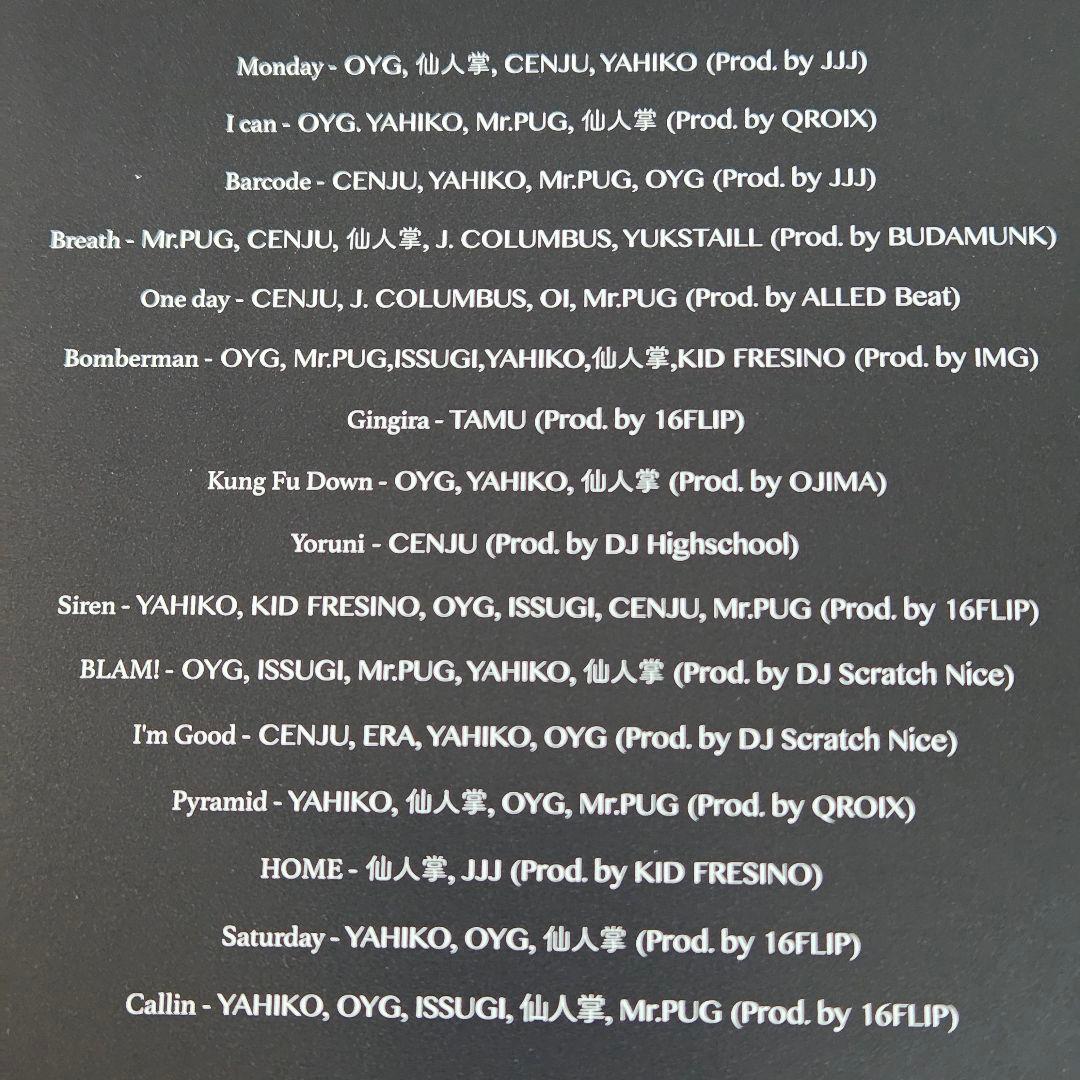 Monday - OYG, 仙人掌, CENJU, YAHIKO (Prod. by JJJ)
I can - OYG. YAHIKO, Mr.PUG, 仙人掌 (Prod. by QROIX)
Barcode - CENJU, YAHIKO, Mr.PUG, OYG (Prod. by JJJ)
Breath - Mr.PUG, CENJU, 仙人掌, J. COLUMBUS, YUKSTAILL (Prod. by BUDAMUNK)
One day - CENJU, J. COLUMBUS, OI, Mr.PUG (Prod. by ALLED Beat)
Bomberman - OYG, Mr.PUG,ISSUGI,YAHIKO,仙人掌,KID FRESINO (Prod. by IMG)
Gingira - TAMU (Prod. by 16FLIP)
Kung Fu Down - OYG, YAHIKO, 仙人掌 (Prod. by OJIMA)
Yoruni - CENJU (Prod. by DJ Highschool)
Siren - YAHIKO, KID FRESINO, OYG, ISSUGI, CENJU, Mr.PUG (Prod. by 16FLIP)
BLAM! - OYG, ISSUGI, Mr.PUG, YAHIKO, 仙人掌 (Prod. by DJ Scratch Nice)
I'm Good - CENJU, ERA, YAHIKO, OYG (Prod. by DJ Scratch Nice)
Pyramid - YAHIKO, 仙人掌, OYG, Mr.PUG (Prod. by QROIX)
HOME - 仙人掌, JJJ (Prod. by KID FRESINO)
Saturday - YAHIKO, OYG, 仙人掌 (Prod. by 16FLIP)
Callin - YAHIKO, OYG, ISSUGI, 仙人掌, Mr.PUG (Prod. by 16FLIP)